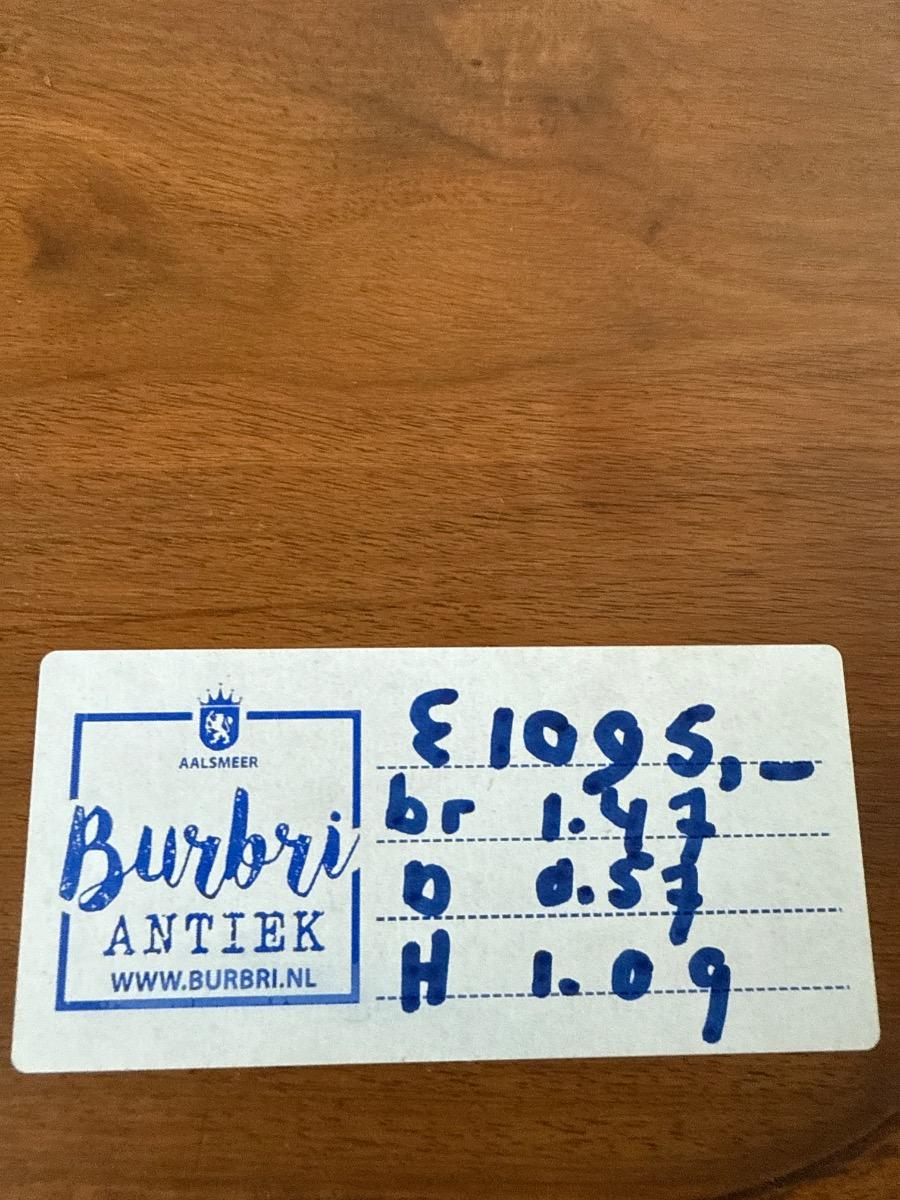 AALSMEER
Burbri
ANTIEK
WWW.BURBRI.NL
€ 1095,-
br 1.47
D 0.57
H 1.09